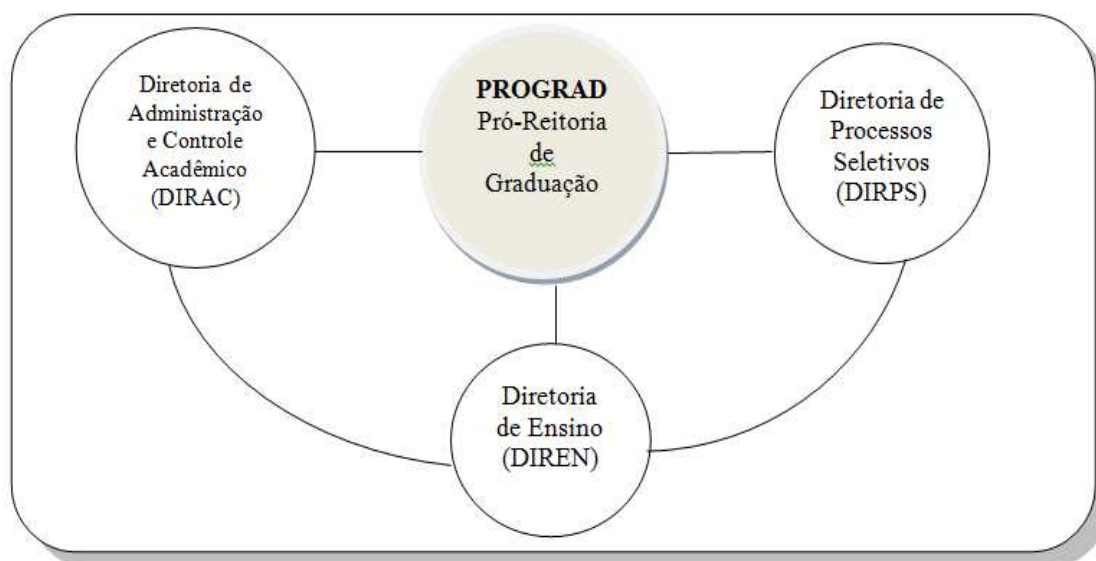 Diretoria de
Administração
e Controle
Acadêmico
(DIRAC)
PROGRAD
Pró-Reitoria
de
Graduação
Diretoria de
Processos
Seletivos
(DIRPS)
Diretoria
de Ensino
(DIREN)